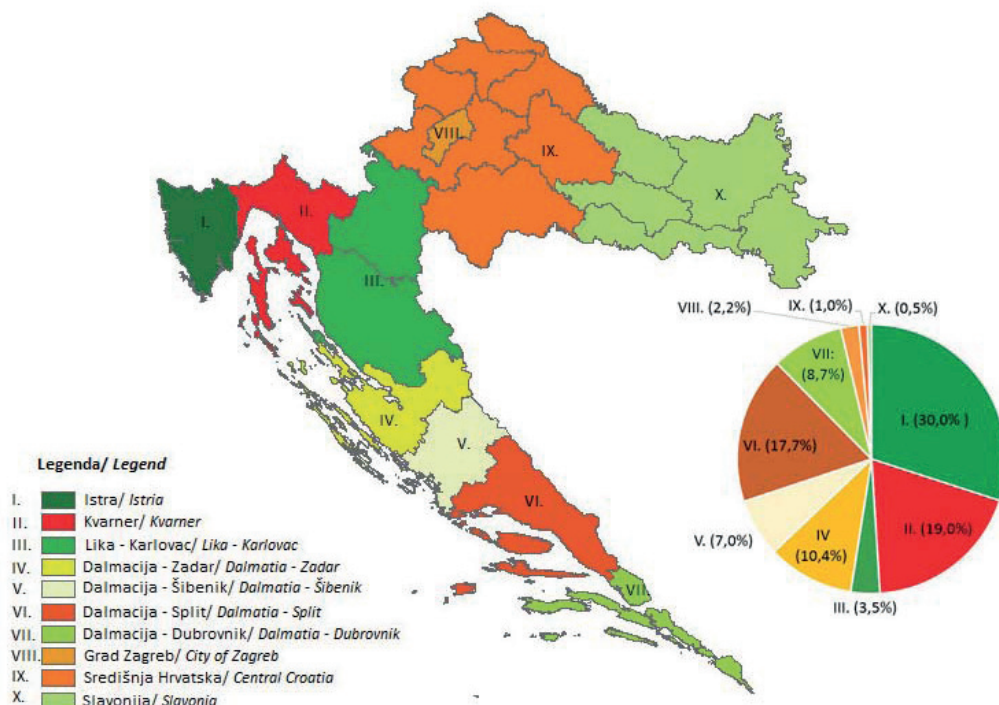 VIII.
IX.
X.
I.
II.
III.
IV.
V.
VI.
VII.
VIII. (2,2%)
IX. (1,0%)
X. (0,5%)
VII:
(8,7%)
I. (30,0% )
VI. (17,7%)
II. (19,0%)
IV
(10,4%)
V. (7,0%)
III. (3,5%)
Legenda/ Legend
I. Istra/ Istria
II. Kvarner/ Kvarner
III. Lika - Karlovac/ Lika - Karlovac
IV. Dalmacija - Zadar/ Dalmatia - Zadar
V. Dalmacija - Šibenik/ Dalmatia - Šibenik
VI. Dalmacija - Split/ Dalmatia - Split
VII. Dalmacija - Dubrovnik/ Dalmatia - Dubrovnik
VIII. Grad Zagreb/ City of Zagreb
IX. Središnja Hrvatska/ Central Croatia
X. Slavonija/ Slavonia